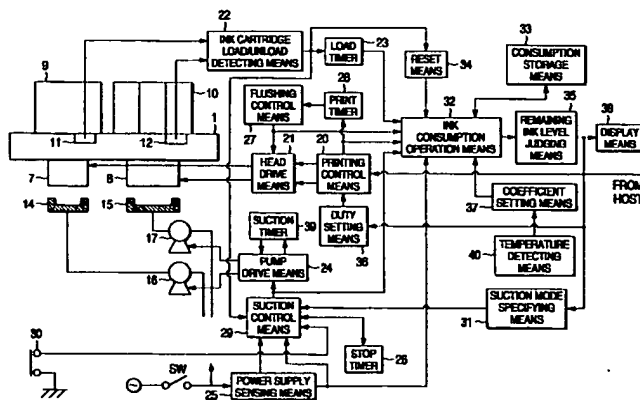 22
INK CARTRIDGE
LOAD/UNLOAD
DETECTING MEANS
LOAD
TIMER
23
RESET
MEANS
34
33
CONSUMPTION
STORAGE
MEANS
9
10
1
11
12
FLUSHING
CONTROL
MEANS
27
PRINT
TIMER
28
32
INK
CONSUMPTION
OPERATION MEANS
35
REMAINING
INK LEVEL
JUDGING
MEANS
38
DISPLAY
MEANS
7
8
21
HEAD
DRIVE
MEANS
20
PRINTING
CONTROL
MEANS
FROM
HOST
14
15
17
16
SUCTION
TIMER
39
DUTY
SETTING
MEANS
36
COEFFICIENT
SETTING MEANS
37
TEMPERATURE
DETECTING
MEANS
40
PUMP
DRIVE MEANS
24
SUCTION
CONTROL
MEANS
29
STOP
TIMER
26
SUCTION MODE
SPECIFYING
MEANS
31
30
SW
POWER SUPPLY
SENSING MEANS
25